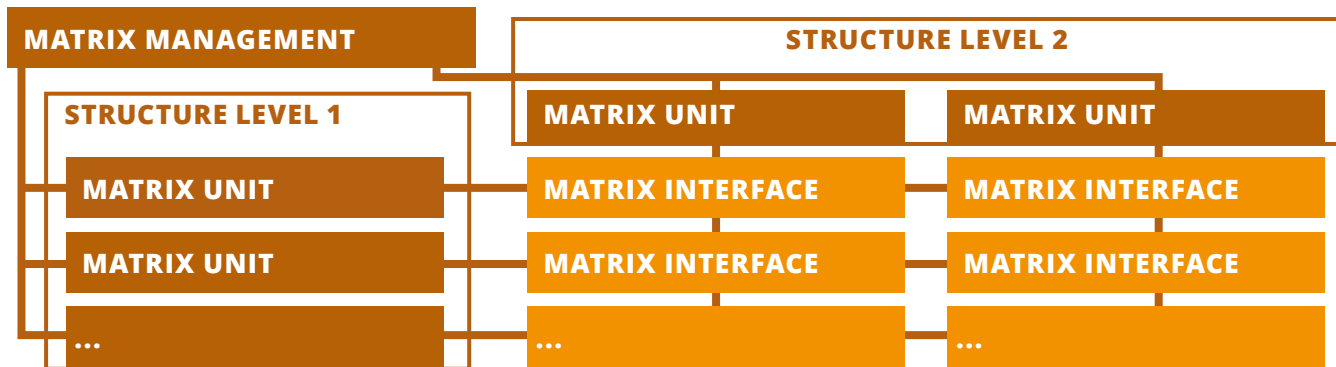 MATRIX MANAGEMENT
STRUCTURE LEVEL 2
STRUCTURE LEVEL 1
MATRIX UNIT
MATRIX UNIT
MATRIX UNIT
MATRIX INTERFACE
MATRIX INTERFACE
MATRIX UNIT
MATRIX INTERFACE
MATRIX INTERFACE
...
...
...